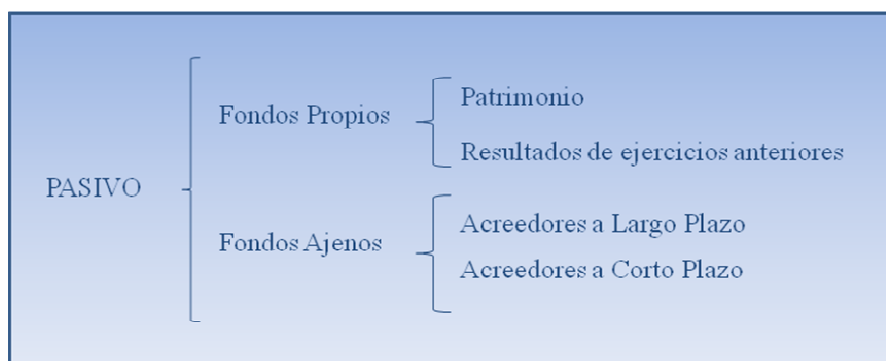 PASIVO
Fondos Propios
Patrimonio
Resultados de ejercicios anteriores
Fondos Ajenos
Acreedores a Largo Plazo
Acreedores a Corto Plazo